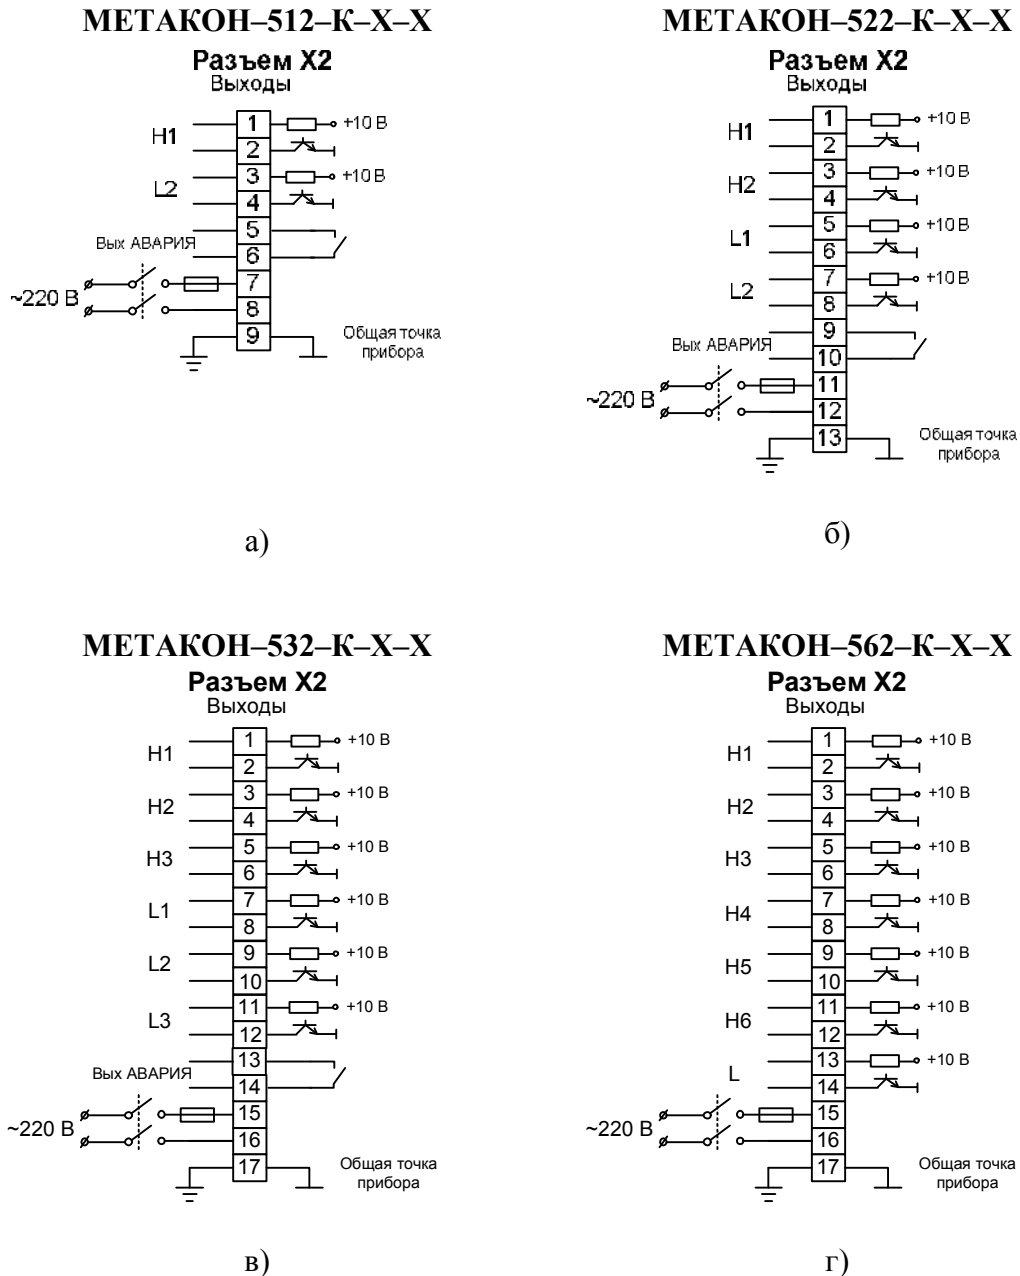 МЕТАКОН–512–К–Х–Х
Разъем X2
Выходы
1
+10 В
H1
2
3
+10 В
L2
4
5
Вых АВАРИЯ
6
7
~220 В
8
9
Общая точка
прибора
а)
МЕТАКОН–522–К–Х–Х
Разъем X2
Выходы
1
+10 В
H1
2
3
+10 В
H2
4
5
+10 В
L1
6
7
+10 В
L2
8
9
Вых АВАРИЯ
10
11
~220 В
12
13
Общая точка
прибора
б)
МЕТАКОН–532–К–Х–Х
Разъем X2
Выходы
1
+10 В
H1
2
3
+10 В
H2
4
5
+10 В
H3
6
7
+10 В
L1
8
9
+10 В
L2
10
11
+10 В
L3
12
13
Вых АВАРИЯ
14
15
~220 В
16
17
Общая точка
прибора
в)
МЕТАКОН–562–К–Х–Х
Разъем X2
Выходы
1
+10 В
H1
2
3
+10 В
H2
4
5
+10 В
H3
6
7
+10 В
H4
8
9
+10 В
H5
10
11
+10 В
H6
12
13
+10 В
L
14
15
~220 В
16
17
Общая точка
прибора
г)